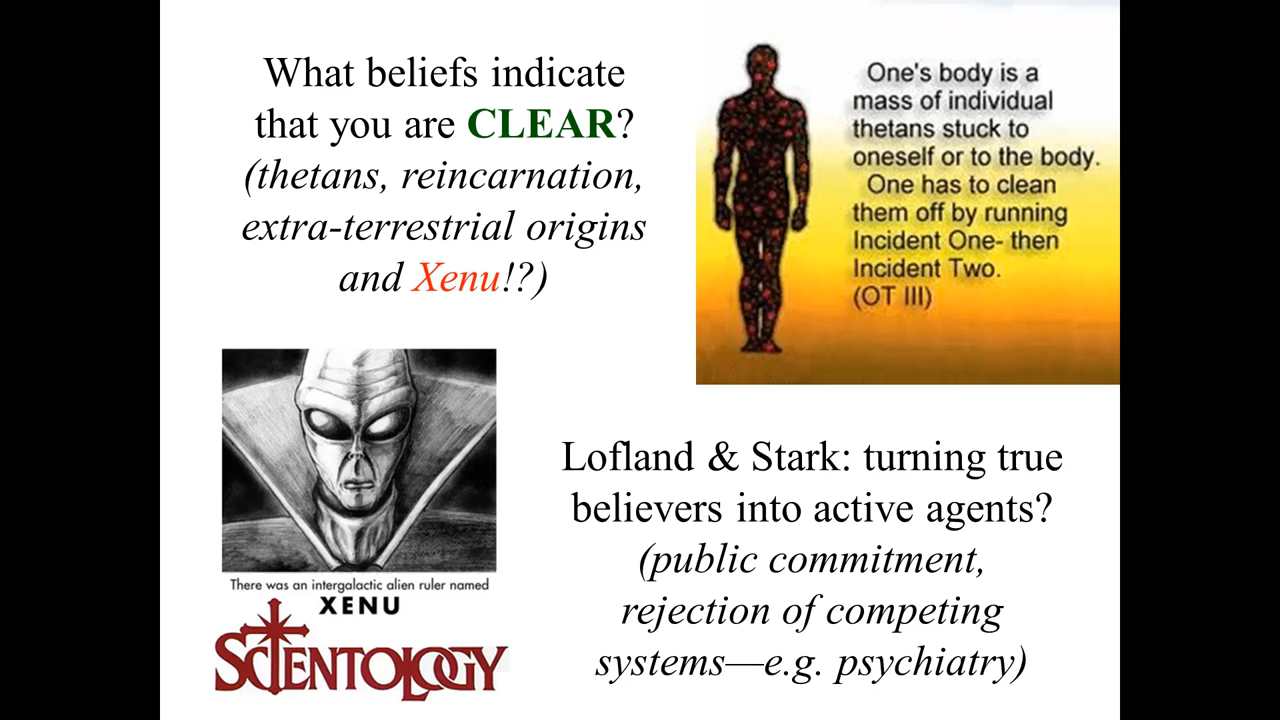 What beliefs indicate
that you are CLEAR?
(thetans, reincarnation,
extra-terrestrial origins
and Xenu!?)
One's body is a
mass of individual
thetans stuck to
oneself or to the body.
One has to clean
them off by running
Incident One- then
Incident Two.
(OT III)
There was an intergalactic alien ruler named
XENU
SCIENTOLOGY
Lofland & Stark: turning true
believers into active agents?
(public commitment,
rejection of competing
systems—e.g. psychiatry)